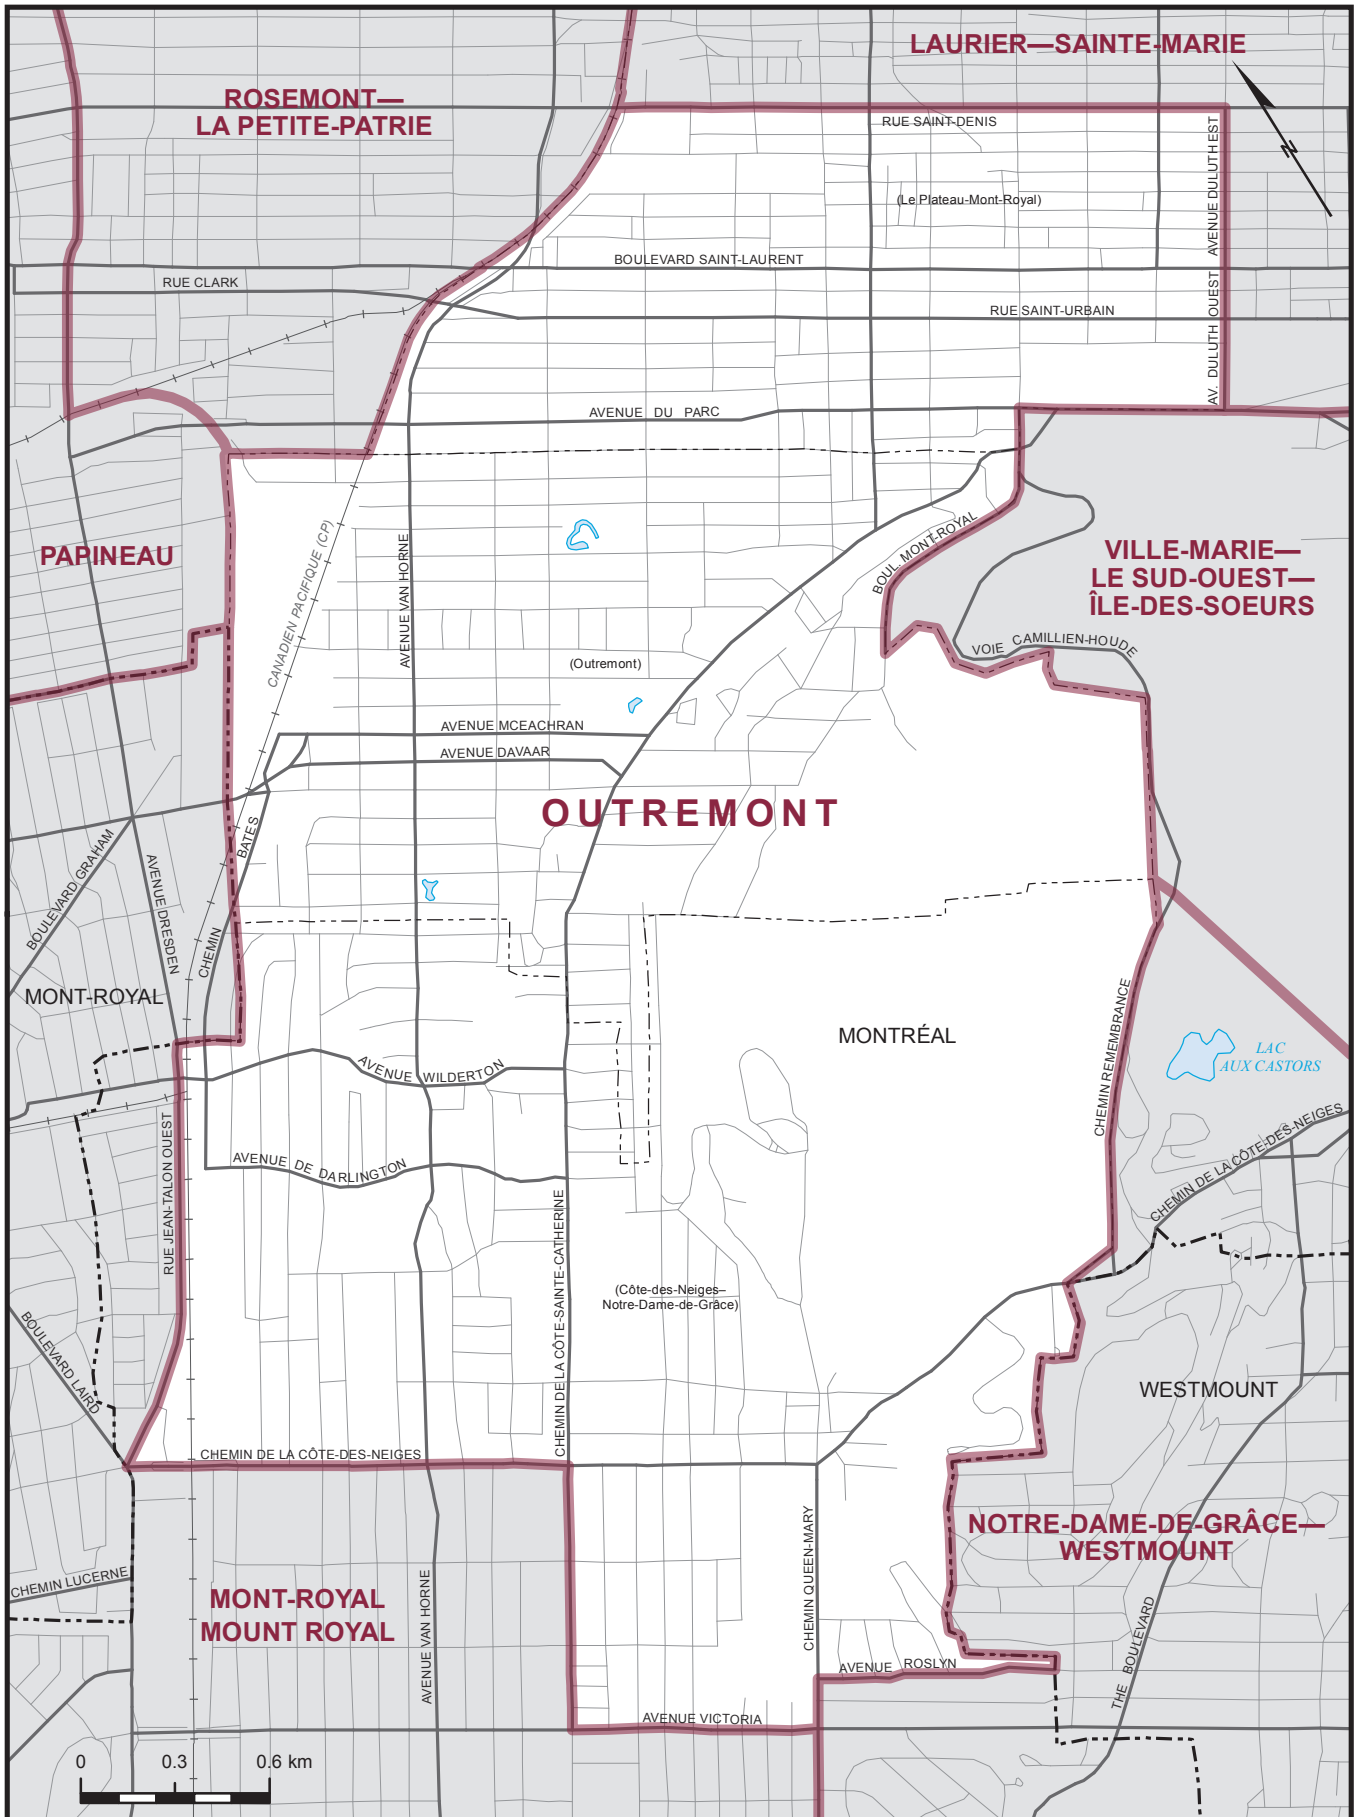 LAURIER—SAINTE-MARIE
ROSEMONT—
LA PETITE-PATRIE
RUE SAINT-DENIS
AVENUE DULUTH EST
N
(Le Plateau-Mont-Royal)
BOULEVARD SAINT-LAURENT
RUE CLARK
RUE SAINT-URBAIN
AV. DULUTH OUEST
AVENUE DU PARC
CANADIEN PACIFIQUE (CP)
AVENUE VAN HORNE
BOUL. MONT-ROYAL
PAPINEAU
VILLE-MARIE—
LE SUD-OUEST—
ÎLE-DES-SOEURS
VOIE CAMILLIEN-HOUDE
(Outremont)
AVENUE MCEACHRAN
AVENUE DAVAAR
OUTREMONT
CHEMIN BATES
BOULEVARD GRAHAM
AVENUE DRESDEN
MONT-ROYAL
MONTRÉAL
CHEMIN REMEMBRANCE
LAC
AUX CASTORS
AVENUE WILDERTON
CHEMIN DE LA CÔTE-DES-NEIGES
AVENUE DE DARLINGTON
RUE JEAN-TALON OUEST
CHEMIN DE LA CÔTE-SAINTE-CATHERINE
(Côte-des-Neiges–
Notre-Dame-de-Grâce)
BOULEVARD LAIRD
WESTMOUNT
CHEMIN DE LA CÔTE-DES-NEIGES
CHEMIN QUEEN-MARY
NOTRE-DAME-DE-GRÂCE—
WESTMOUNT
CHEMIN LUCERNE
MONT-ROYAL
MOUNT ROYAL
AVENUE VAN HORNE
THE BOULEVARD
AVENUE ROSLYN
AVENUE VICTORIA
0 0.3 0.6 km